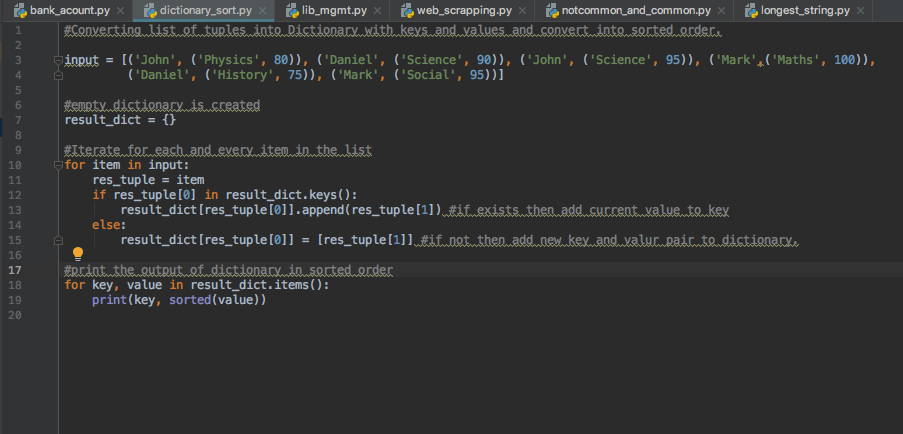 bank_acount.py × dictionary_sort.py × lib_mgmt.py × web_scrapping.py × notcommon_and_common.py × longest_string.py ×
1 #Converting list of tuples into Dictionary with keys and values and convert into sorted order.
2
3 input = [('John', ('Physics', 80)), ('Daniel', ('Science', 90)), ('John', ('Science', 95)), ('Mark',('Maths', 100)),
4 ('Daniel', ('History', 75)), ('Mark', ('Social', 95))]
5
6 #empty dictionary is created
7 result_dict = {}
8
9 #Iterate for each and every item in the list
10 for item in input:
11 res_tuple = item
12 if res_tuple[0] in result_dict.keys():
13 result_dict[res_tuple[0]].append(res_tuple[1]) #if exists then add current value to key
14 else:
15 result_dict[res_tuple[0]] = [res_tuple[1]] #if not then add new key and valur pair to dictionary.
16
17 #print the output of dictionary in sorted order
18 for key, value in result_dict.items():
19 print(key, sorted(value))
20